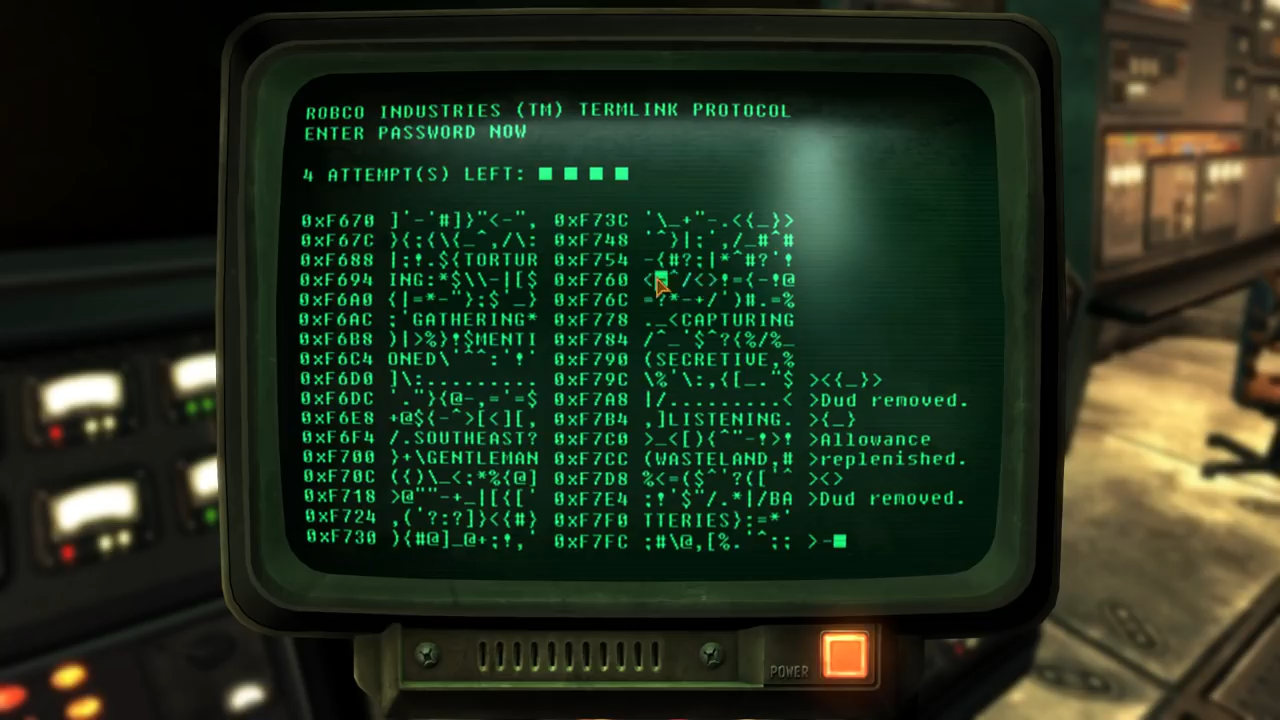 ROBCO INDUSTRIES (TM) TERMLINK PROTOCOL
ENTER PASSWORD NOW
4 ATTEMPT(S) LEFT: ■ ■ ■ ■
0xF670 ]'-'#]}"<-", 0xF73C '\_+"-.<{_}>
0xF67C }{;{\{_^,/\: 0xF748 '^}|;',/_#^#
0xF688 |;!.${TORTUR 0xF754 -{#?;|*^#?'!
0xF694 ING:*$\\-|[$ 0xF760 <-^/<>!={-!@
0xF6A0 {|=*-"};$'_} 0xF76C =?*-+/')#.=%
0xF6AC ;'GATHERING* 0xF778 ._<CAPTURING
0xF6B8 )|>%}!$MENTI 0xF784 /^_'$^?{%/%_
0xF6C4 ONED\'^^:'!' 0xF790 (SECRETIVE,%
0xF6D0 ]\:......... 0xF79C \%'\:,{[_."$ ><{_}>
0xF6DC '."}{@-,=‘=$ 0xF7A8 |/.........< >Dud removed.
0xF6E8 +@${-^>[<][, 0xF7B4 ,]LISTENING. >{_}
0xF6F4 /.SOUTHEAST? 0xF7C0 >_<[){^"-!>! >Allowance
0xF700 }+\GENTLEMAN 0xF7CC (WASTELAND,# >replenished.
0xF70C ({)\_<;*%{@] 0xF7D8 %<=($^'?([ '^ ><>
0xF718 >@""-+_|[{[' 0xF7E4 ;!'$"/.*|/BA >Dud removed.
0xF724 ,('?:?]}<{#} 0xF7F0 TTERIES}:=*'
0xF730 ){#@]_@+;!,' 0xF7FC ;#\@,[%.'^;; >-■
POWER